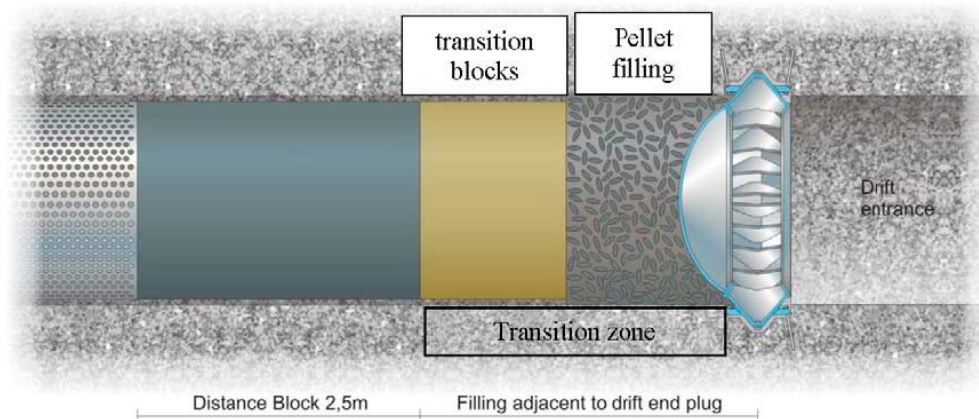 transition
blocks
Pellet
filling
Drift
entrance
Transition zone
Distance Block 2,5m
Filling adjacent to drift end plug